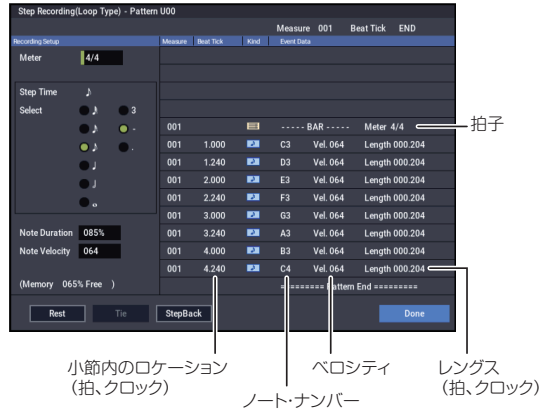 Step Recording(Loop Type) - Pattern U00
Measure 001 Beat Tick END
Recording Setup Measure Beat Tick Kind Event Data
Meter 4/4
Step Time
Select 3
-
.
001 ----- BAR ----- Meter 4/4
001 1.000 C3 Vel. 064 Length 000.204
001 1.240 D3 Vel. 064 Length 000.204
001 2.000 E3 Vel. 064 Length 000.204
001 2.240 F3 Vel. 064 Length 000.204
001 3.000 G3 Vel. 064 Length 000.204
001 3.240 A3 Vel. 064 Length 000.204
001 4.000 B3 Vel. 064 Length 000.204
001 4.240 C4 Vel. 064 Length 000.204
========= Pattern End =========
Note Duration 085%
Note Velocity 064
(Memory 065% Free )
Rest Tie StepBack Done
拍子
小節内のロケーション
(拍、クロック)
ノート・ナンバー
ベロシティ
レングス
(拍、クロック)